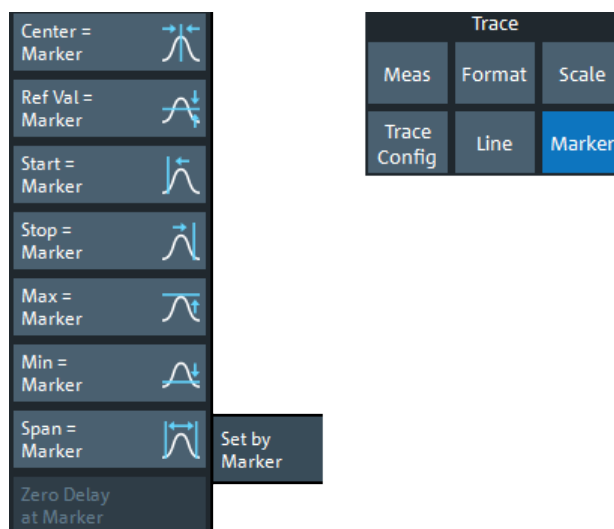 Center =
Marker
Ref Val =
Marker
Start =
Marker
Stop =
Marker
Max =
Marker
Min =
Marker
Span =
Marker
Zero Delay
at Marker
Set by
Marker
Trace
Meas
Format
Scale
Trace
Config
Line
Marker